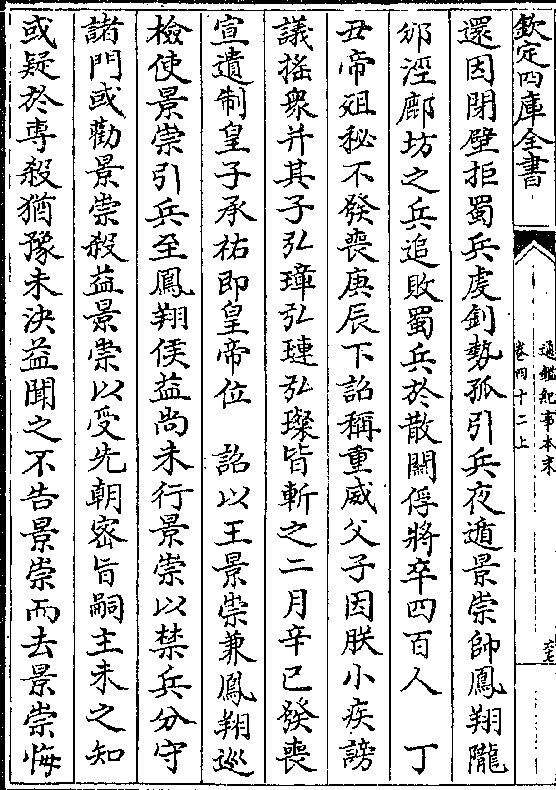 欽定四庫全書
通鑑紀事本末
卷四十二上
還因閉壁拒蜀兵虔釗勢孤引兵夜遁景崇帥鳳翔隴
邠涇鄜坊之兵追敗蜀兵於散關俘將卒四百人　丁
丑帝殂秘不發喪庚辰下詔稱重威父子因朕小疾謗
議搖衆并其子弘璋弘璉弘璨皆斬之二月辛巳發喪
宣遺制皇子承祐即皇帝位　詔以王景崇兼鳳翔巡
檢使景崇引兵至鳳翔侯益尚未行景崇以禁兵分守
諸門或勸景崇殺益景崇以受先朝密旨嗣主未之知
或疑於專殺猶豫未決益聞之不告景崇而去景崇悔